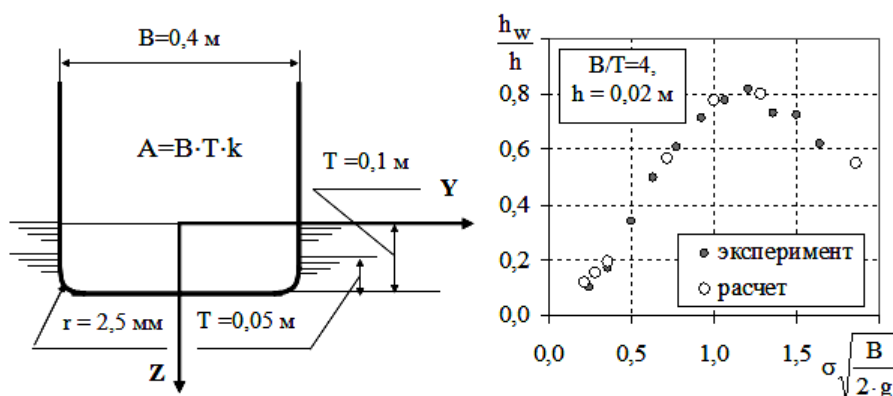 B=0,4 м
A=B·T·k
T =0,1 м
Y
r = 2,5 мм
T =0,05 м
Z
h_w
h
B/T=4,
h = 0,02 м
0,8
0,6
0,4
0,2
0,0
эксперимент
расчет
0,0 0,5 1,0 1,5
σ√
B
2·g